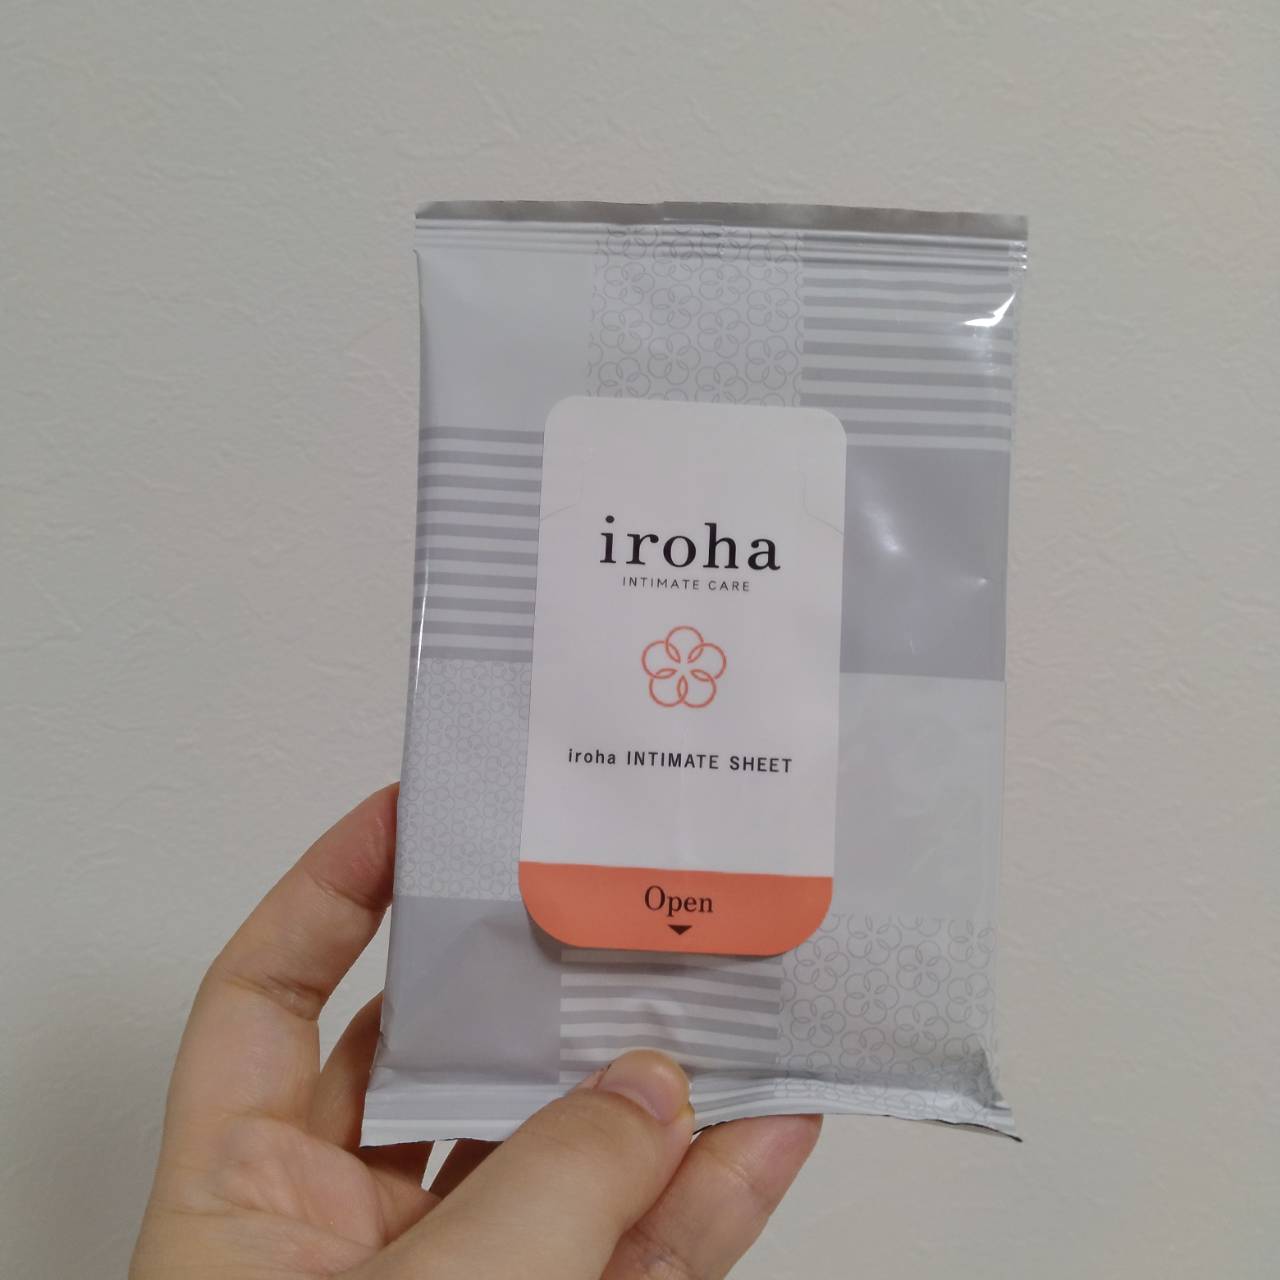 iroha
INTIMATE CARE
iroha INTIMATE SHEET
Open